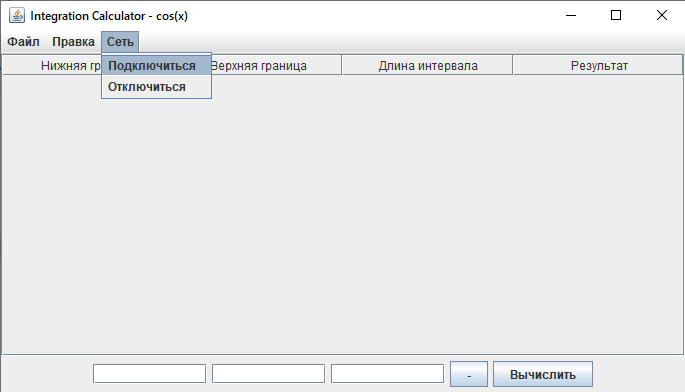 Integration Calculator - cos(x)
Файл Правка Сеть
Нижняя гр Верхняя граница Длина интервала Результат
Подключиться
Отключиться
- Вычислить